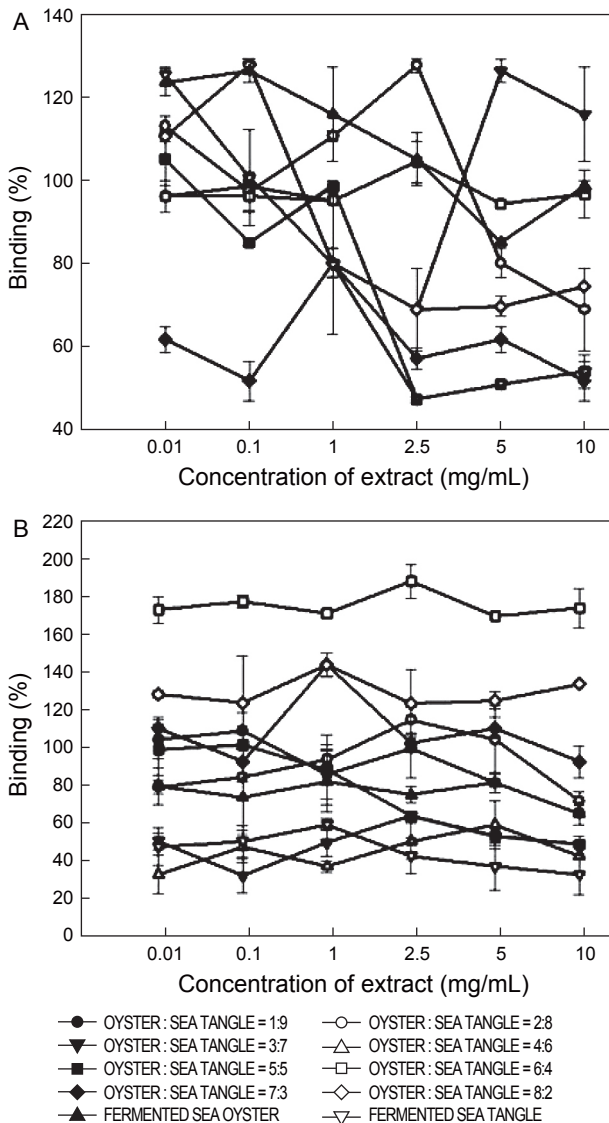 A
140
120
100
80
60
40
Binding (%)
0.01 0.1 1 2.5 5 10
Concentration of extract (mg/mL)
B
220
200
180
160
140
120
100
80
60
40
20
0
Binding (%)
0.01 0.1 1 2.5 5 10
Concentration of extract (mg/mL)
OYSTER : SEA TANGLE = 1:9 OYSTER : SEA TANGLE = 2:8
OYSTER : SEA TANGLE = 3:7 OYSTER : SEA TANGLE = 4:6
OYSTER : SEA TANGLE = 5:5 OYSTER : SEA TANGLE = 6:4
OYSTER : SEA TANGLE = 7:3 OYSTER : SEA TANGLE = 8:2
FERMENTED SEA OYSTER FERMENTED SEA TANGLE